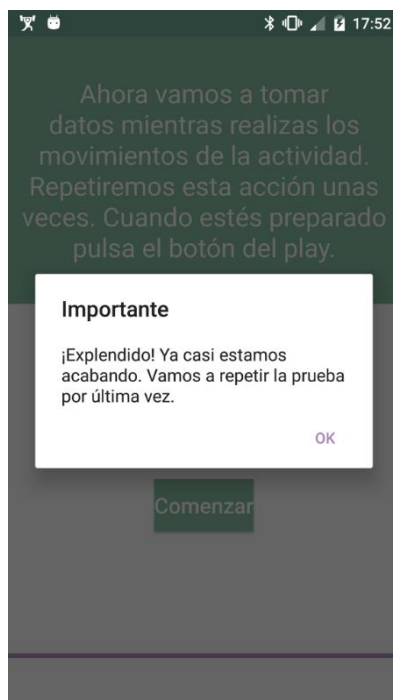 17:52
Ahora vamos a tomar
datos mientras realizas los
movimientos de la actividad.
Repetiremos esta acción unas
veces. Cuando estés preparado
pulsa el botón del play.
Importante
¡Explendido! Ya casi estamos
acabando. Vamos a repetir la prueba
por última vez.
OK
Comenzar